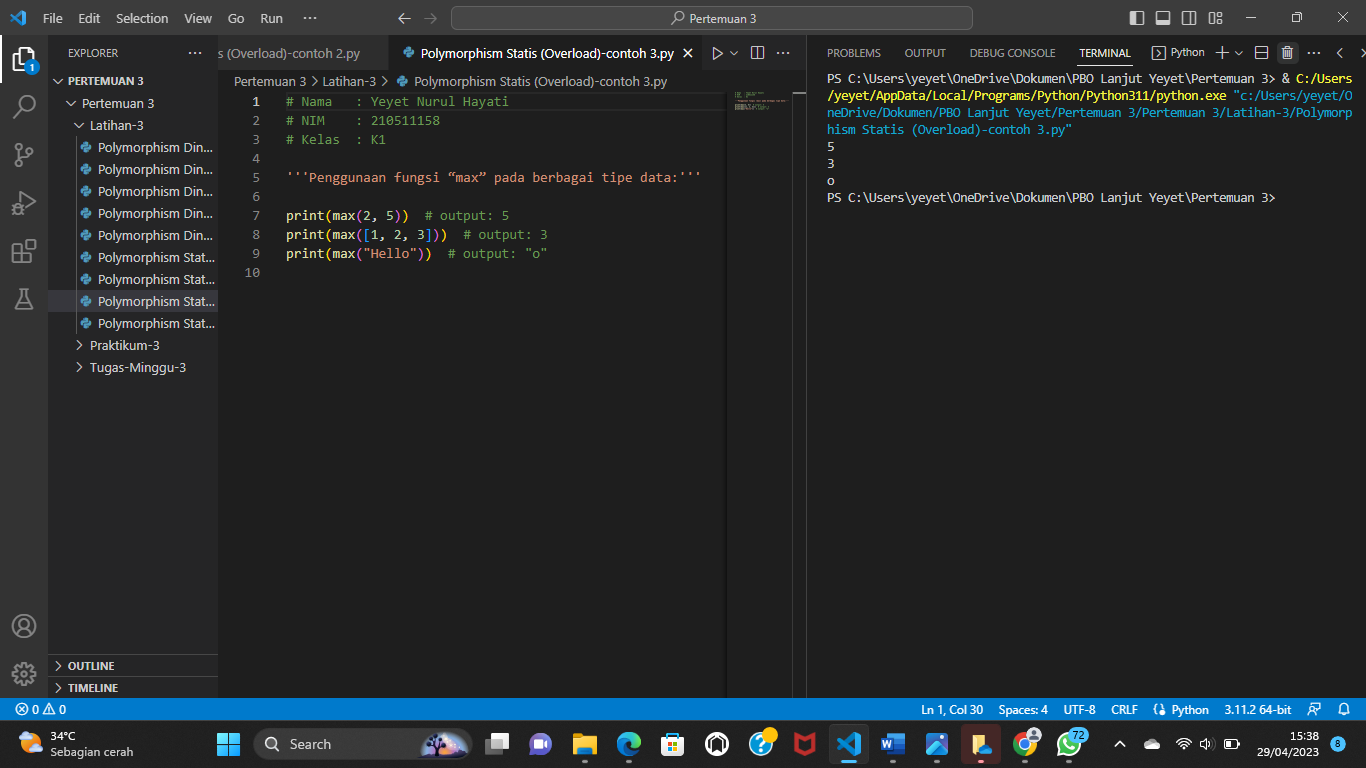 File Edit Selection View Go Run ···
Pertemuan 3
EXPLORER ···
PERTEMUAN 3
Pertemuan 3
Latihan-3
Polymorphism Din...
Polymorphism Din...
Polymorphism Din...
Polymorphism Din...
Polymorphism Din...
Polymorphism Stat...
Polymorphism Stat...
Polymorphism Stat...
Polymorphism Stat...
Praktikum-3
Tugas-Minggu-3
OUTLINE
TIMELINE
s (Overload)-contoh 2.py
Polymorphism Statis (Overload)-contoh 3.py
Pertemuan 3 > Latihan-3 > Polymorphism Statis (Overload)-contoh 3.py
1 # Nama   : Yeyet Nurul Hayati
2 # NIM    : 210511158
3 # Kelas  : K1
4
5 '''Penggunaan fungsi “max” pada berbagai tipe data:'''
6
7 print(max(2, 5))  # output: 5
8 print(max([1, 2, 3]))  # output: 3
9 print(max("Hello"))  # output: "o"
10
PROBLEMS OUTPUT DEBUG CONSOLE TERMINAL Python
PS C:\Users\yeyet\OneDrive\Dokumen\PBO Lanjut Yeyet\Pertemuan 3> & C:/Users
/yeyet/AppData/Local/Programs/Python/Python311/python.exe "c:/Users/yeyet/O
neDrive/Dokumen/PBO Lanjut Yeyet/Pertemuan 3/Pertemuan 3/Latihan-3/Polymorp
hism Statis (Overload)-contoh 3.py"
5
3
o
PS C:\Users\yeyet\OneDrive\Dokumen\PBO Lanjut Yeyet\Pertemuan 3>
0 0 Ln 1, Col 30 Spaces: 4 UTF-8 CRLF Python 3.11.2 64-bit
34°C
Sebagian cerah
Search
72
15:38
29/04/2023
8